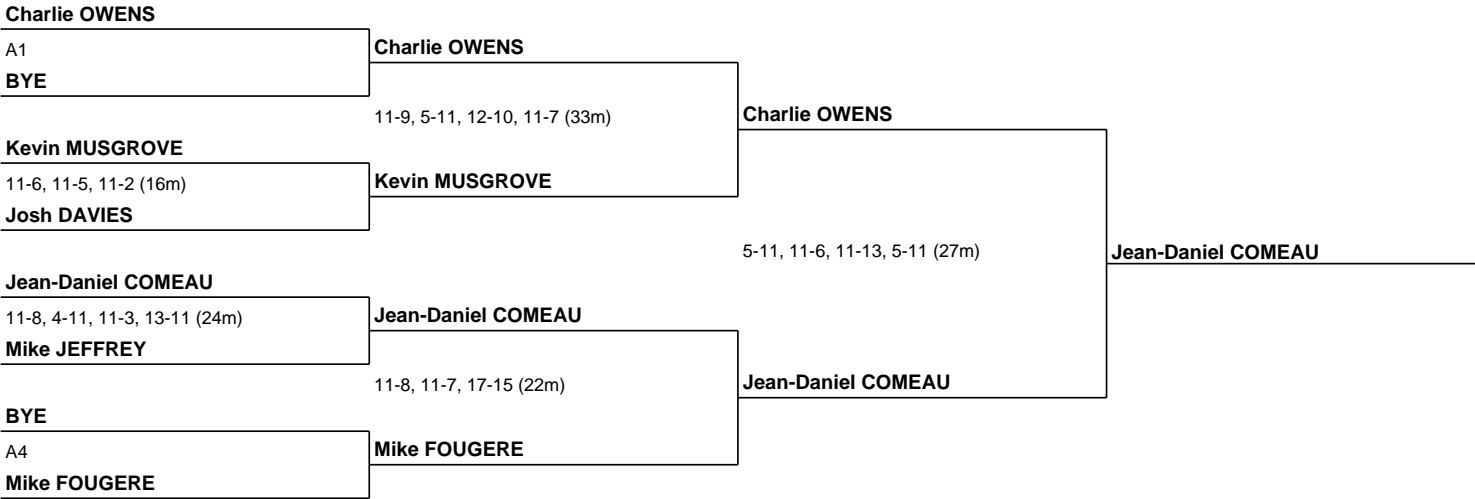 Charlie OWENS
A1
BYE
Kevin MUSGROVE
11-6, 11-5, 11-2 (16m)
Josh DAVIES
Jean-Daniel COMEAU
11-8, 4-11, 11-3, 13-11 (24m)
Mike JEFFREY
BYE
A4
Mike FOUGERE
Charlie OWENS
11-9, 5-11, 12-10, 11-7 (33m)
Kevin MUSGROVE
Jean-Daniel COMEAU
11-8, 11-7, 17-15 (22m)
Mike FOUGERE
Charlie OWENS
5-11, 11-6, 11-13, 5-11 (27m)
Jean-Daniel COMEAU
Jean-Daniel COMEAU